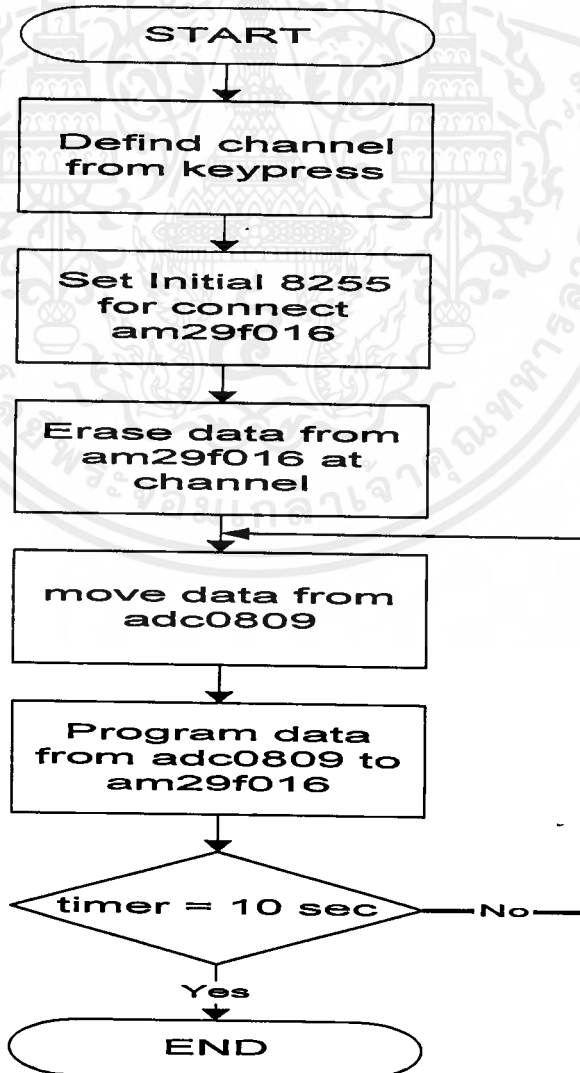 START
Defind channel
from keypress
Set Initial 8255
for connect
am29f016
Erase data from
am29f016 at
channel
move data from
adc0809
Program data
from adc0809 to
am29f016
timer = 10 sec
No
Yes
END